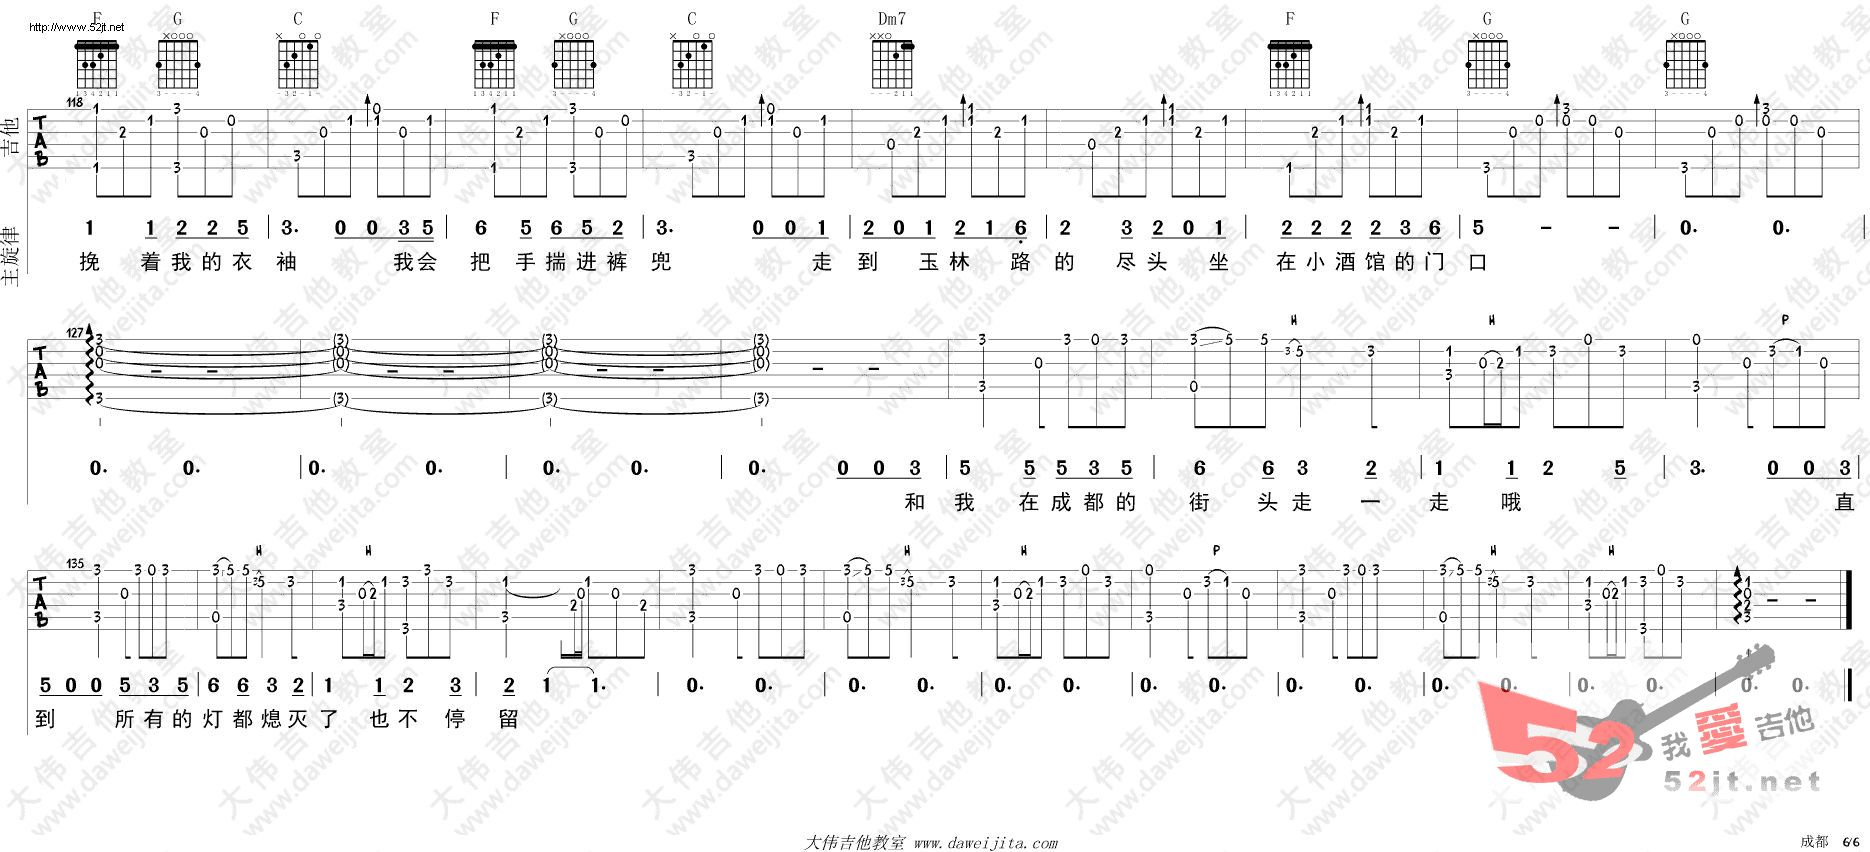 http://www.52jt.net
F G C F G C Dm7 F G G
吉他
118
主旋律
1 1 2 2 5 3. 0 0 3 5 6 5 6 5 2 3. 0 0 1 2 0 1 2 1 6 2 3 2 0 1 2 2 2 2 3 6 5 - - 0. 0.
挽 着 我 的 衣 袖 我 会 把 手 揣 进 裤 兜 走 到 玉 林 路 的 尽 头 坐 在 小 酒 馆 的 门 口
127
H H P
0. 0. 0. 0. 0. 0. 0. 0 0 3 5 5 5 3 5 6 6 3 2 1 1 2 5 3. 0 0 3
和 我 在 成 都 的 街 头 走 一 走 哦 直
135
H H H H P H H
5 0 0 5 3 5 6 6 3 2 1 1 2 3 2 1 1. 0. 0. 0. 0. 0. 0. 0. 0. 0. 0. 0. 0. 0. 0. 0. 0.
到 所 有 的 灯 都 熄 灭 了 也 不 停 留
52 我爱吉他
52jt.net
大伟吉他教室 www.daweijita.com
成都 6/6